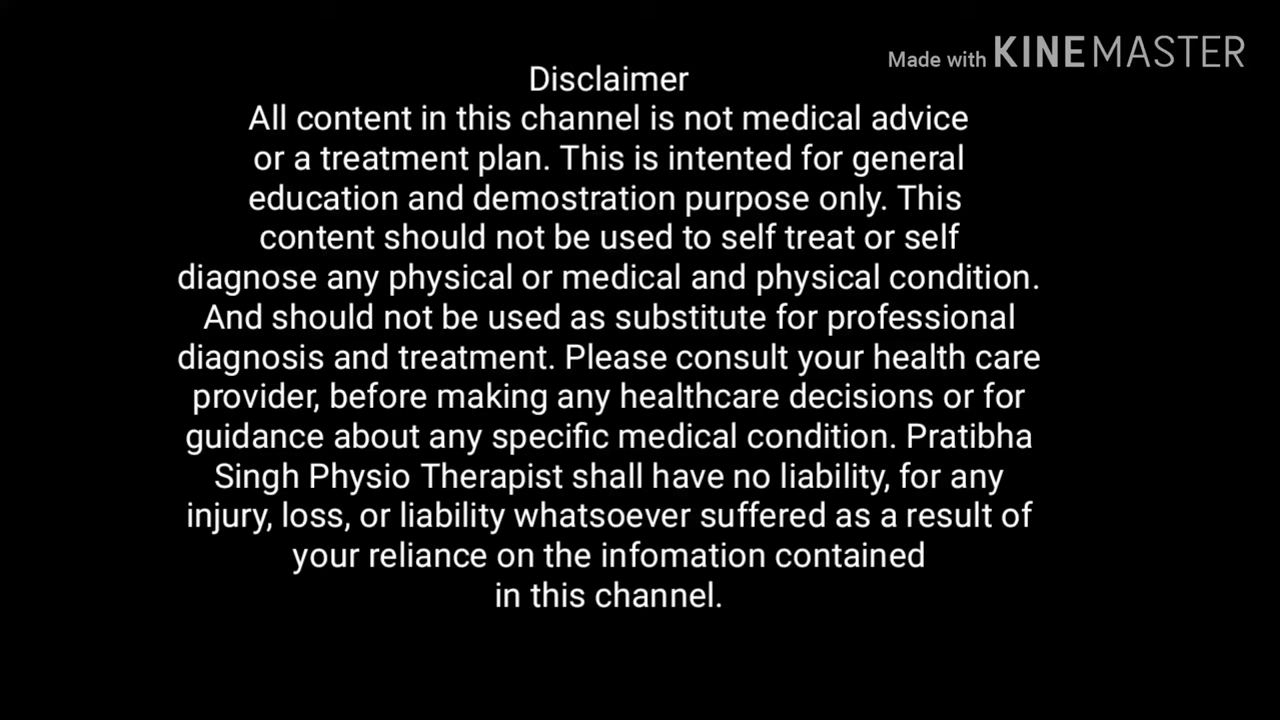 Made with KINEMASTER
Disclaimer
All content in this channel is not medical advice
or a treatment plan. This is intented for general
education and demostration purpose only. This
content should not be used to self treat or self
diagnose any physical or medical and physical condition.
And should not be used as substitute for professional
diagnosis and treatment. Please consult your health care
provider, before making any healthcare decisions or for
guidance about any specific medical condition. Pratibha
Singh Physio Therapist shall have no liability, for any
injury, loss, or liability whatsoever suffered as a result of
your reliance on the infomation contained
in this channel.